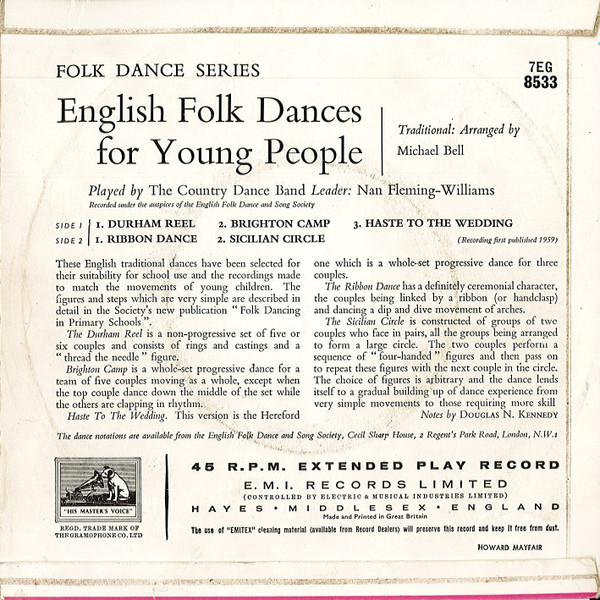 FOLK DANCE SERIES
7EG
8533
English Folk Dances
for Young People
Traditional: Arranged by
Michael Bell
Played by The Country Dance Band Leader: Nan Fleming-Williams
Recorded under the auspices of the English Folk Dance and Song Society
SIDE 1 1. DURHAM REEL 2. BRIGHTON CAMP 3. HASTE TO THE WEDDING
SIDE 2 1. RIBBON DANCE 2. SICILIAN CIRCLE (Recording first published 1959)
These English traditional dances have been selected for
their suitability for school use and the recordings made
to match the movements of young children. The
figures and steps which are very simple are described in
detail in the Society's new publication "Folk Dancing
in Primary Schools".
The Durham Reel is a non-progressive set of five or
six couples and consists of rings and castings and a
"thread the needle" figure.
Brighton Camp is a whole-set progressive dance for a
team of five couples moving as a whole, except when
the top couple dance down the middle of the set while
the others are clapping in rhythm.
Haste To The Wedding. This version is the Hereford
one which is a whole-set progressive dance for three
couples.
The Ribbon Dance has a definitely ceremonial character,
the couples being linked by a ribbon (or handclasp)
and dancing a dip and dive movement of arches.
The Sicilian Circle is constructed of groups of two
couples who face in pairs, all the groups being arranged
to form a large circle. The two couples perform a
sequence of "four-handed" figures and then pass on
to repeat these figures with the next couple in the circle.
The choice of figures is arbitrary and the dance lends
itself to a gradual building up of dance experience from
very simple movements to those requiring more skill
Notes by DOUGLAS N. KENNEDY
The dance notations are available from the English Folk Dance and Song Society, Cecil Sharp House, 2 Regent's Park Road, London, N.W.1
"HIS MASTER'S VOICE"
REGD. TRADE MARK OF
THE GRAMOPHONE CO. LTD
45 R.P.M. EXTENDED PLAY RECORD
E.M.I. RECORDS LIMITED
(CONTROLLED BY ELECTRIC & MUSICAL INDUSTRIES LIMITED)
HAYES • MIDDLESEX • ENGLAND
Made and Printed in Great Britain
The use of "EMITEX" cleaning material (available from Record Dealers) will preserve this record and keep it free from dust.
HOWARD MAYFAIR